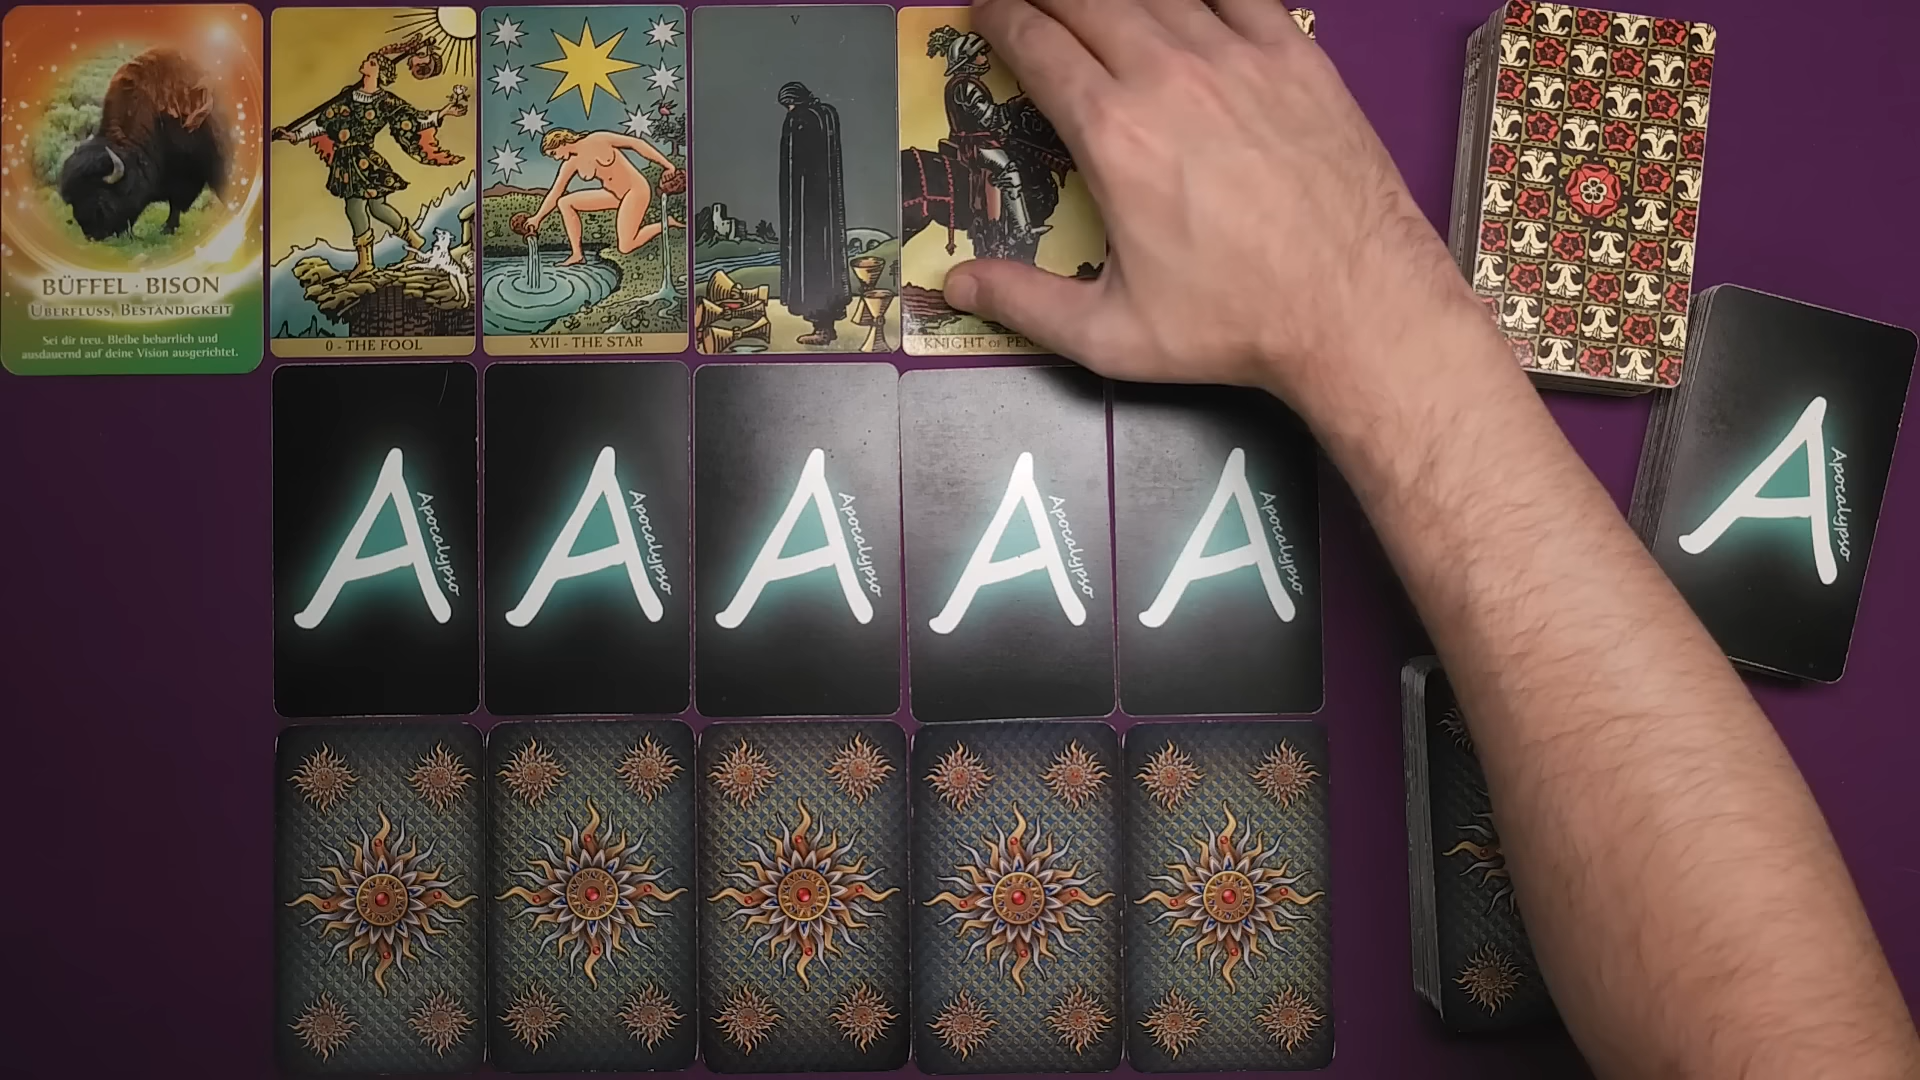 BÜFFEL · BISON
ÜBERFLUSS, BESTÄNDIGKEIT
Sei dir treu. Bleibe beharrlich und
ausdauernd auf deine Vision ausgerichtet.
0 - THE FOOL
XVII - THE STAR
V
KNIGHT OF
A
Apocalypso
A
Apocalypso
A
Apocalypso
A
Apocalypso
A
Apocalypso
A
Apocalypso